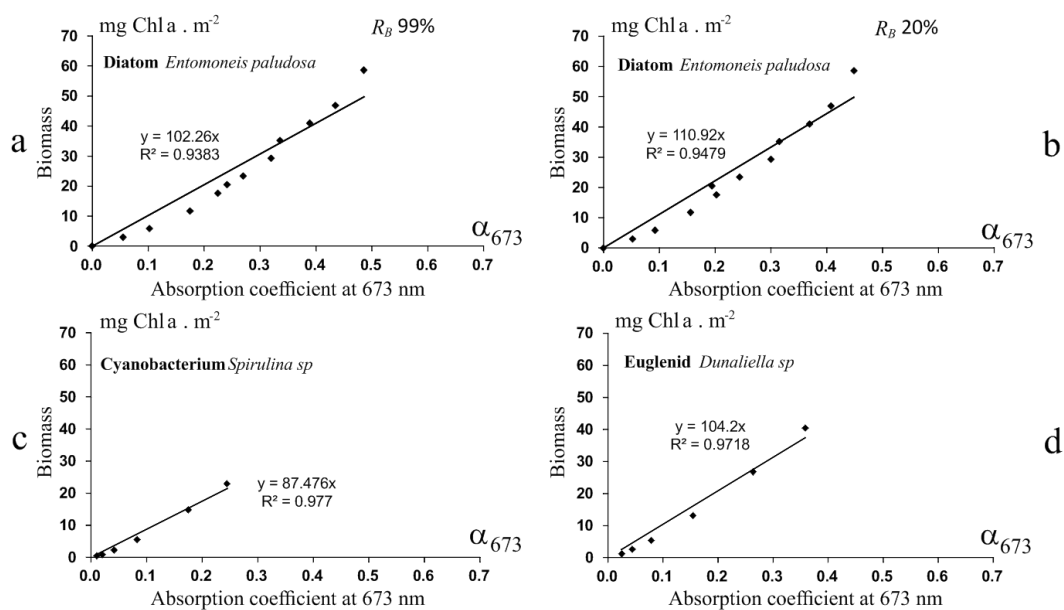 mg Chla . m-2
R_B 99%
70
60
50
40
30
20
10
0
Biomass
a
Diatom Entomoneis paludosa
y = 102.26x
R² = 0.9383
α673
0.0 0.1 0.2 0.3 0.4 0.5 0.6 0.7
Absorption coefficient at 673 nm
mg Chla . m-2
R_B 20%
70
60
50
40
30
20
10
0
Biomass
b
Diatom Entomoneis paludosa
y = 110.92x
R² = 0.9479
α673
0.0 0.1 0.2 0.3 0.4 0.5 0.6 0.7
Absorption coefficient at 673 nm
mg Chla . m-2
70
60
50
40
30
20
10
0
Biomass
c
Cyanobacterium Spirulina sp
y = 87.476x
R² = 0.977
α673
0.0 0.1 0.2 0.3 0.4 0.5 0.6 0.7
Absorption coefficient at 673 nm
mg Chla . m-2
70
60
50
40
30
20
10
0
Biomass
d
Euglenid Dunaliella sp
y = 104.2x
R² = 0.9718
α673
0.0 0.1 0.2 0.3 0.4 0.5 0.6 0.7
Absorption coefficient at 673 nm